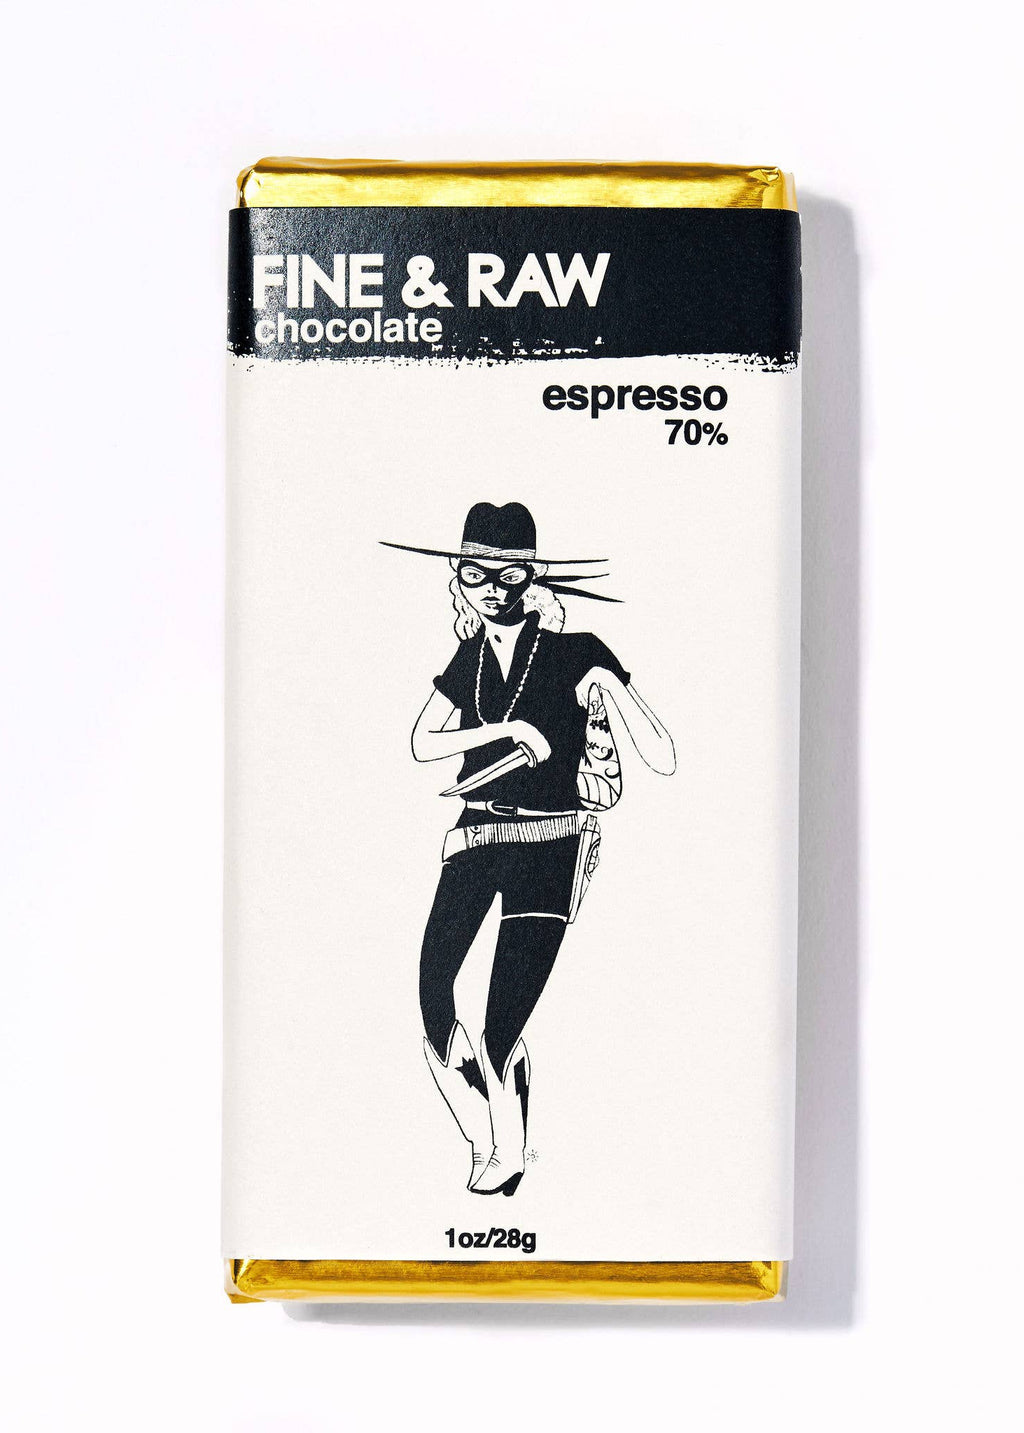 FINE & RAW
chocolate
espresso
70%
1oz/28g